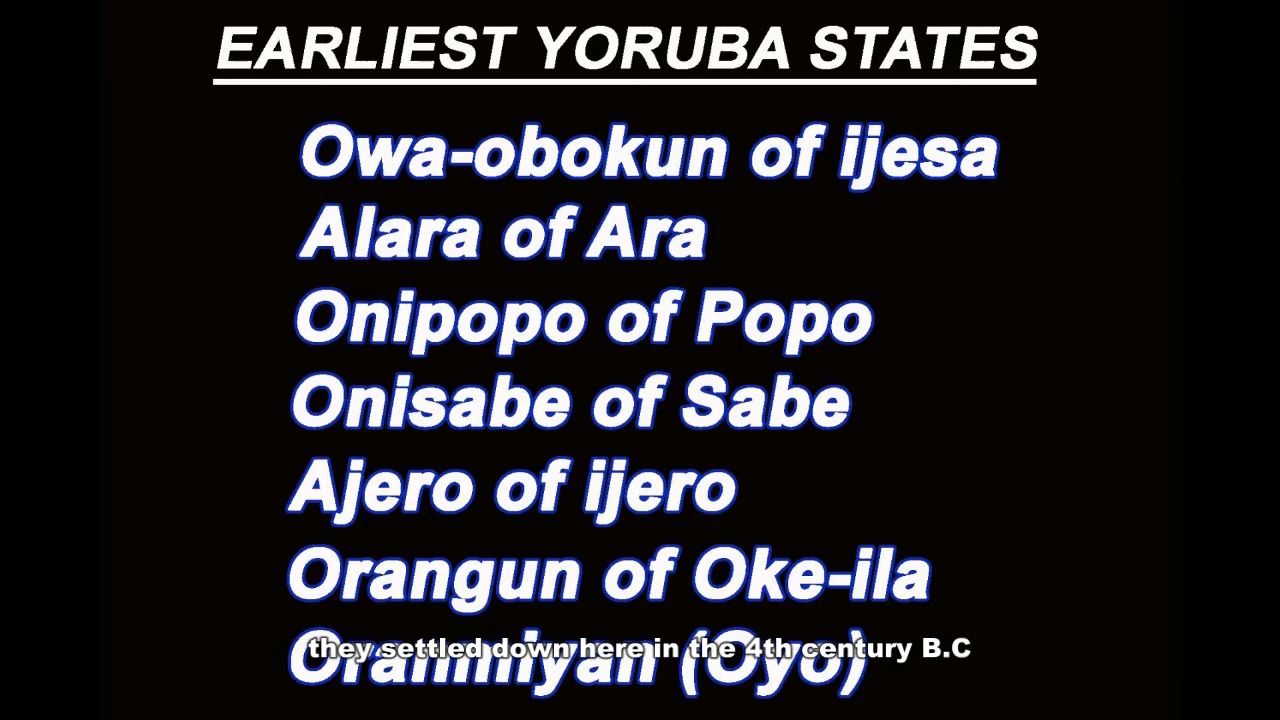 EARLIEST YORUBA STATES
Owa-obokun of ijesa
Alara of Ara
Onipopo of Popo
Onisabe of Sabe
Ajero of ijero
Orangun of Oke-ila
Oranmiyan (Oyo)
they settled down here in the 4th century B.C